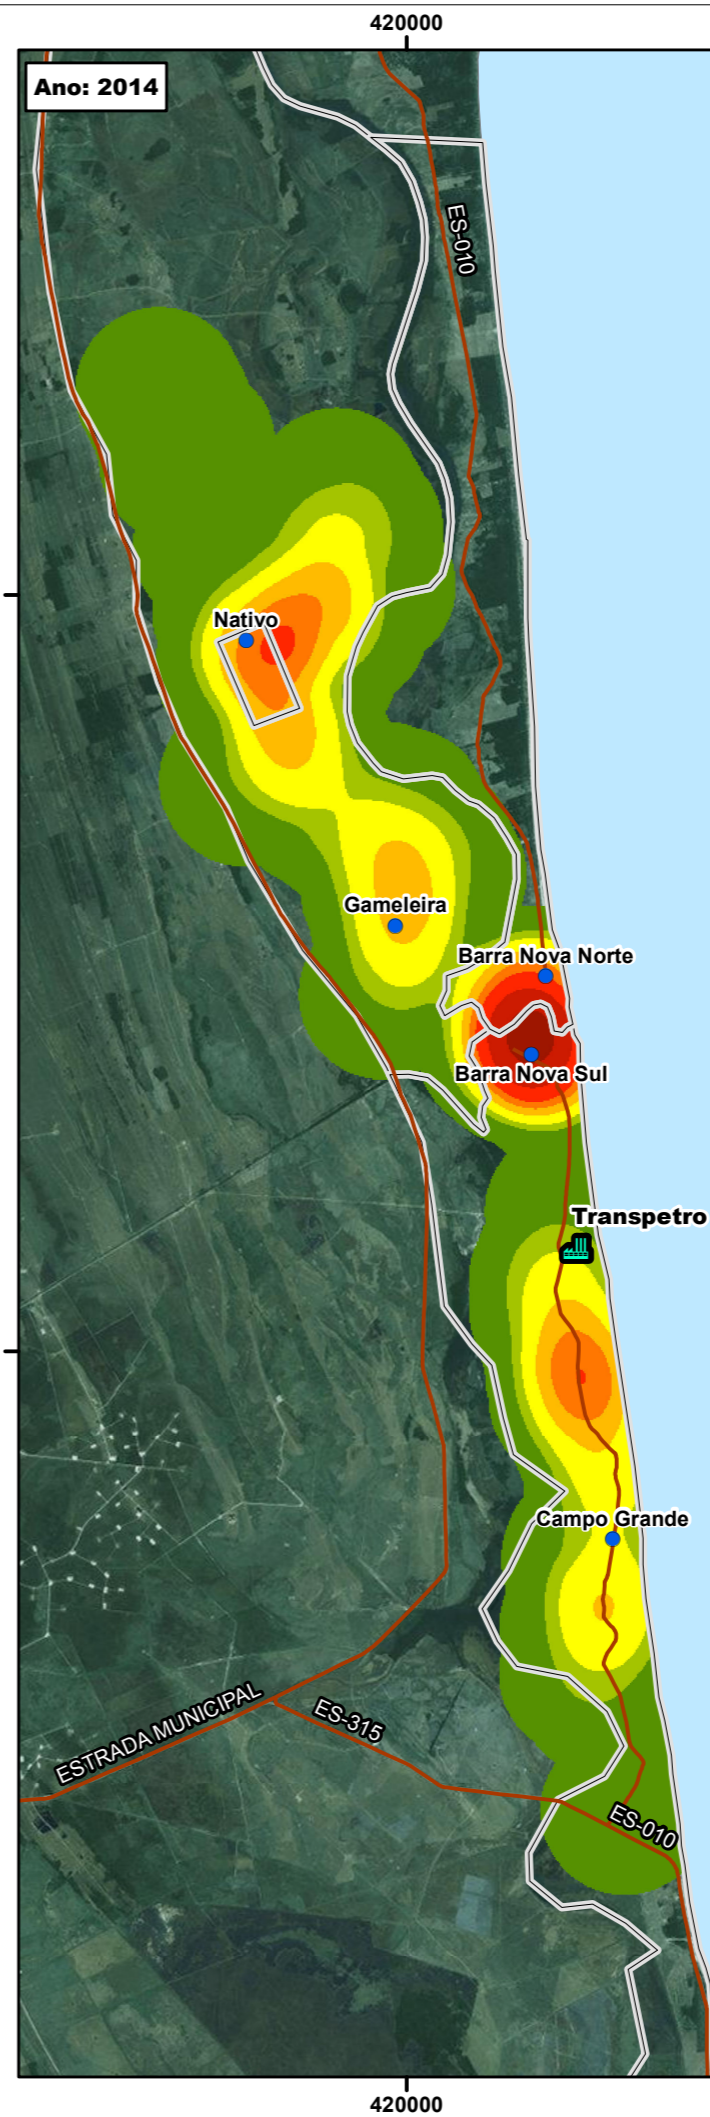 420000
Ano: 2014
ES-010
Nativo
Gameleira
Barra Nova Norte
Barra Nova Sul
Transpetro
Campo Grande
ESTRADA MUNICIPAL
ES-315
ES-010
420000